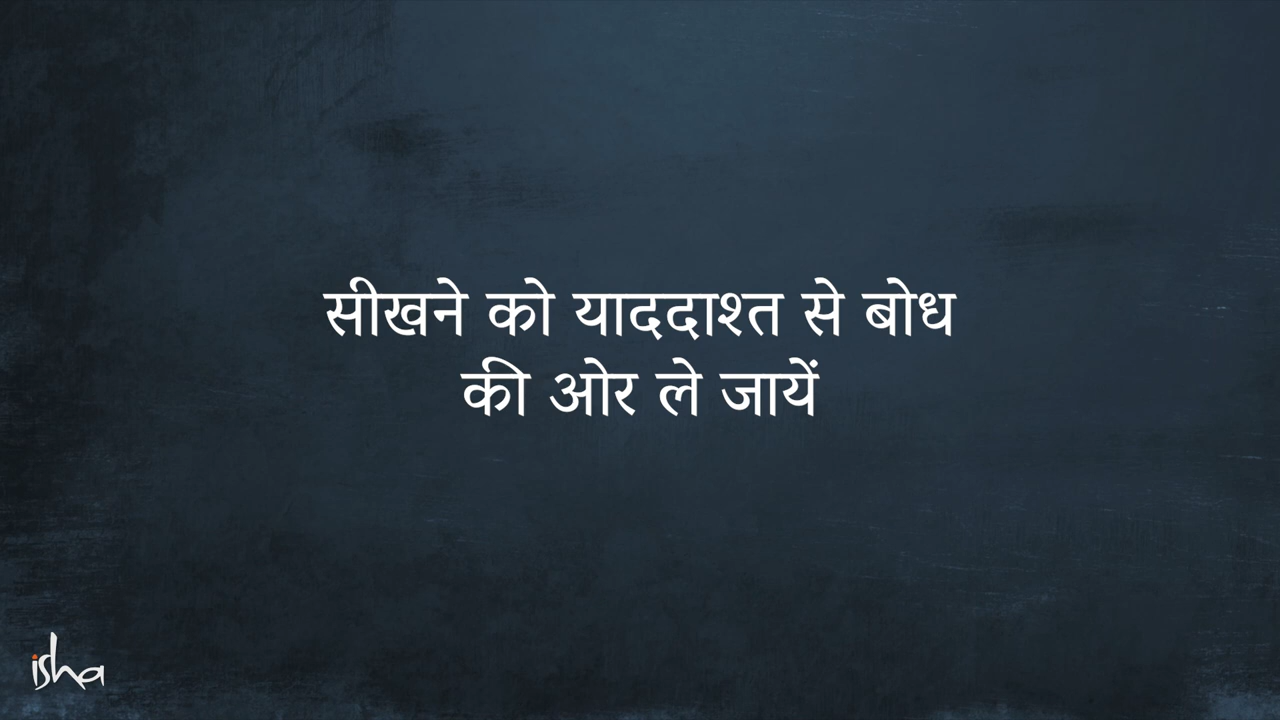 सीखने को याददाश्त से बोध
की ओर ले जायें
isha